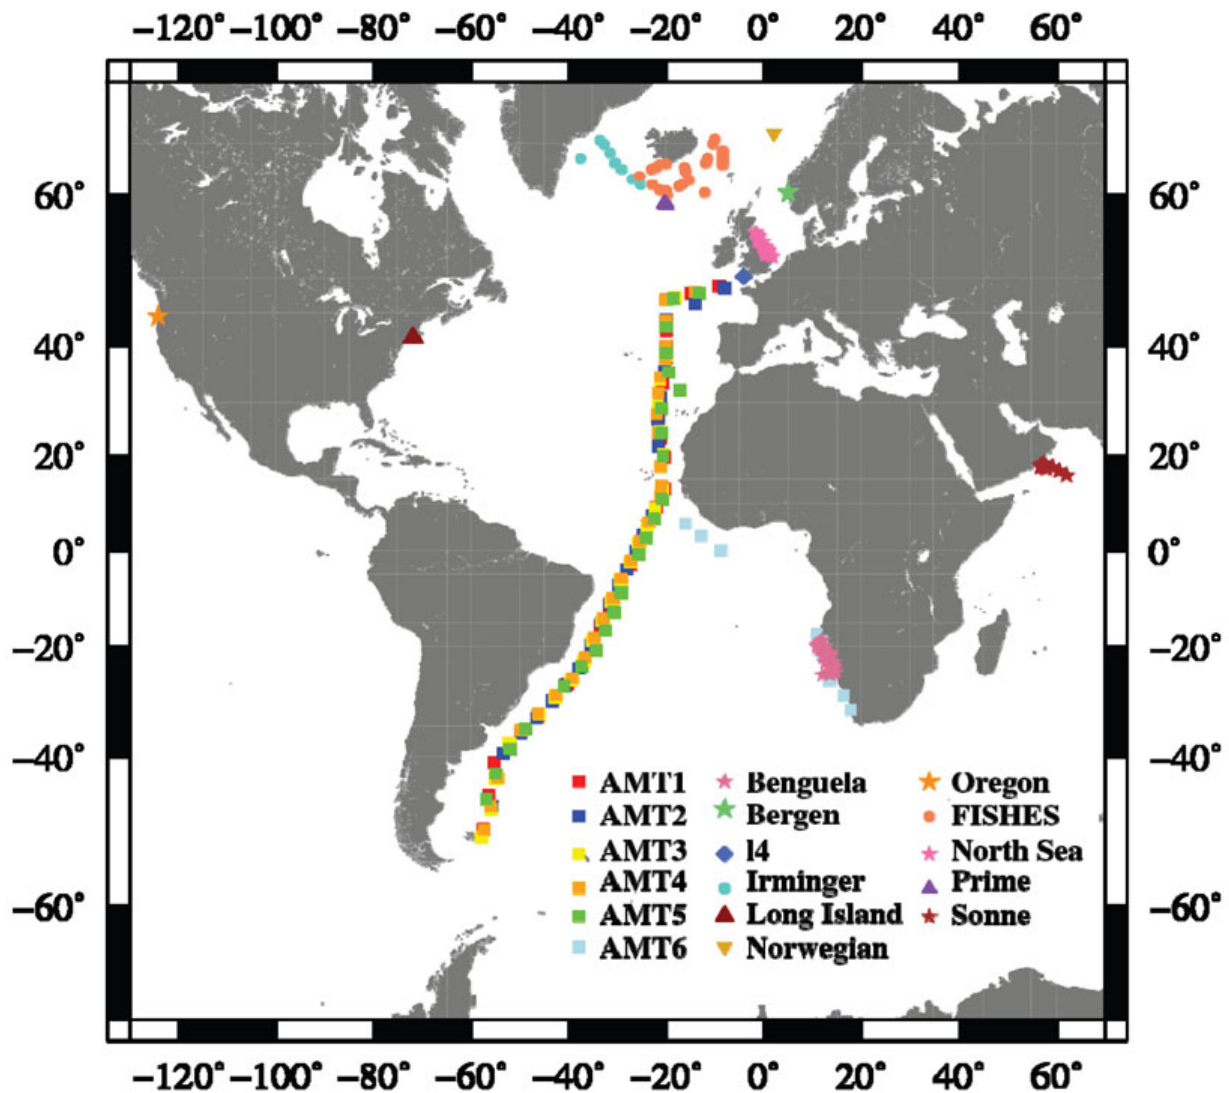 −120° −100° −80° −60° −40° −20° 0° 20° 40° 60°
60° 60°
40° 40°
20° 20°
0° 0°
−20° −20°
−40° −40°
AMT1 Benguela Oregon
AMT2 Bergen FISHES
AMT3 l4 North Sea
AMT4 Irminger Prime
AMT5 Long Island Sonne
−60° −60°
AMT6 Norwegian
−120° −100° −80° −60° −40° −20° 0° 20° 40° 60°